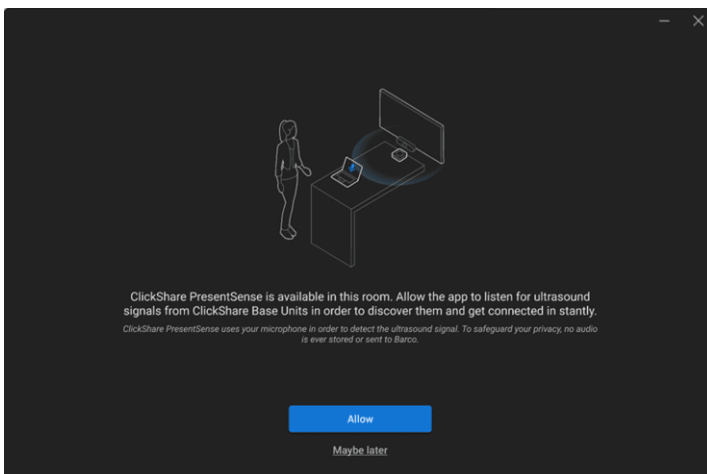 ClickShare PresentSense is available in this room. Allow the app to listen for ultrasound
signals from ClickShare Base Units in order to discover them and get connected in stantly.
ClickShare PresentSense uses your microphone in order to detect the ultrasound signal. To safeguard your privacy, no audio
is ever stored or sent to Barco.
Allow
Maybe later